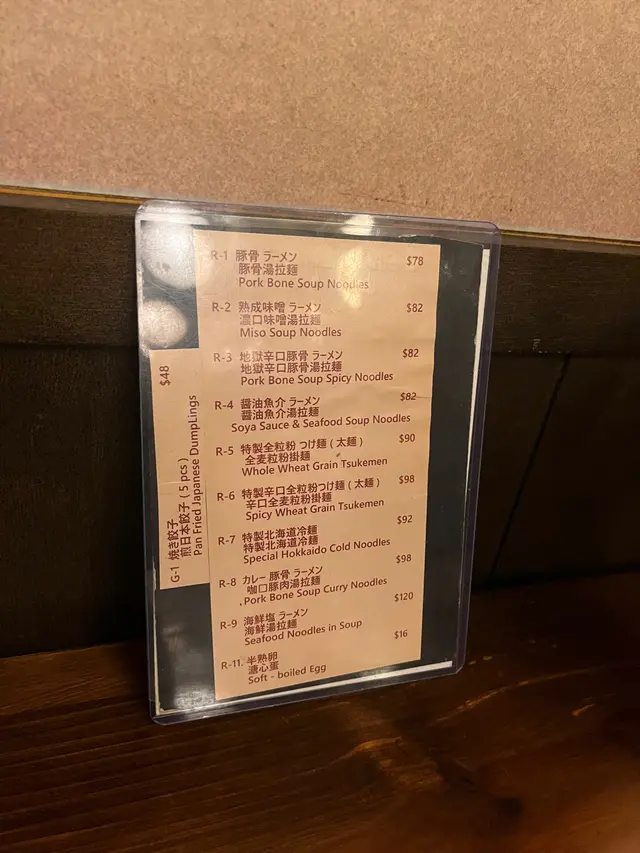 R-1 豚骨 ラーメン $78
豚骨湯拉麺
Pork Bone Soup Noodles
R-2 熟成味噌 ラーメン $82
濃口味噌湯拉麺
Miso Soup Noodles
R-3 地獄辛口豚骨 ラーメン $82
地獄辛口豚骨湯拉麺
Pork Bone Soup Spicy Noodles
R-4 醤油魚介 ラーメン $82
醤油魚介湯拉麺
Soya Sauce & Seafood Soup Noodles
R-5 特製全粒粉 つけ麺 ( 太麺 ) $90
全麦粒粉掛麺
Whole Wheat Grain Tsukemen
R-6 特製辛口全粒粉つけ麺 ( 太麺 ) $98
辛口全麦粒粉掛麺
Spicy Wheat Grain Tsukemen
R-7 特製北海道冷麺 $92
特製北海道冷麺
Special Hokkaido Cold Noodles
R-8 カレー 豚骨 ラーメン $98
咖口豚肉湯拉麺
Pork Bone Soup Curry Noodles
R-9 海鮮塩 ラーメン $120
海鮮湯拉麺
Seafood Noodles in Soup
R-11. 半熟卵 $16
溏心蛋
Soft - boiled Egg
G-1 焼き餃子 $48
煎日本餃子 ( 5 pcs )
Pan Fried Japanese DumpLings